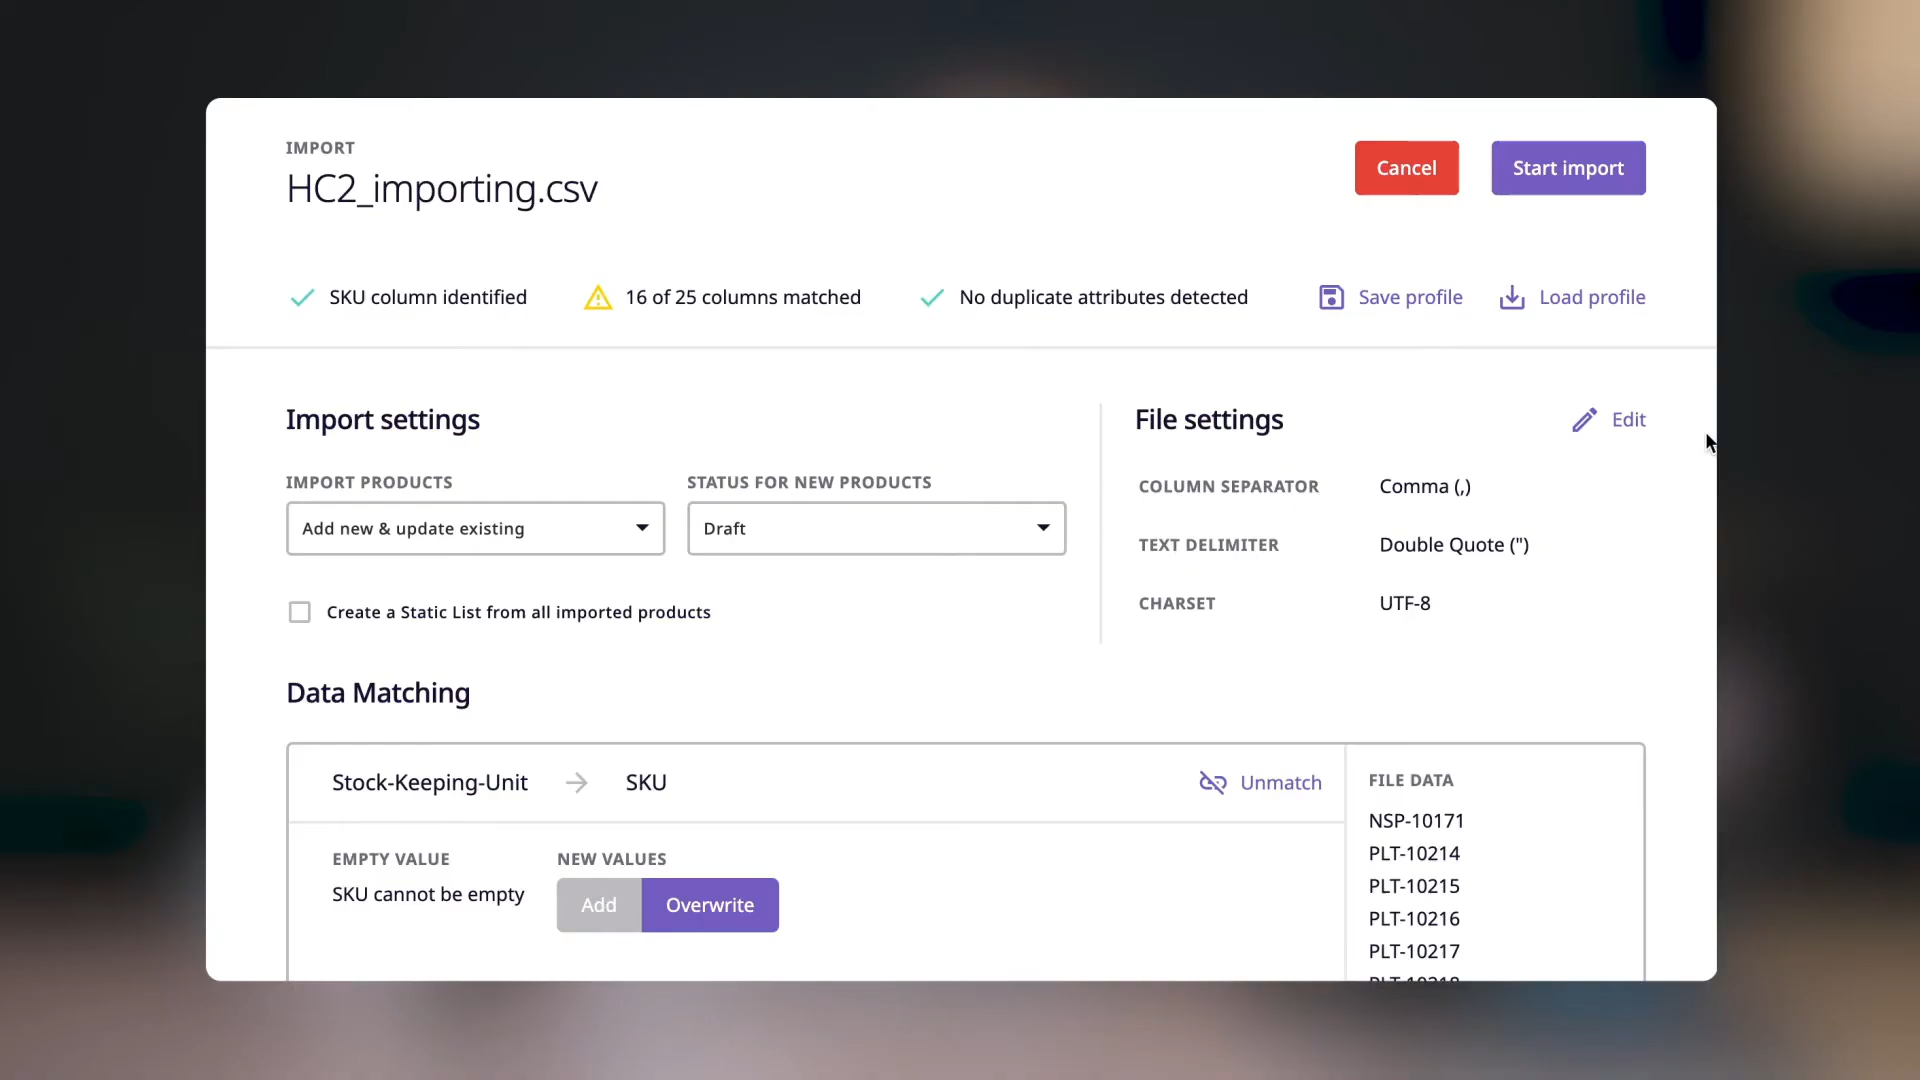 IMPORT
HC2_importing.csv
Cancel
Start import
SKU column identified
16 of 25 columns matched
No duplicate attributes detected
Save profile
Load profile
Import settings
IMPORT PRODUCTS
Add new & update existing
STATUS FOR NEW PRODUCTS
Draft
Create a Static List from all imported products
File settings
Edit
COLUMN SEPARATOR
Comma (,)
TEXT DELIMITER
Double Quote (")
CHARSET
UTF-8
Data Matching
Stock-Keeping-Unit
SKU
Unmatch
EMPTY VALUE
SKU cannot be empty
NEW VALUES
Add
Overwrite
FILE DATA
NSP-10171
PLT-10214
PLT-10215
PLT-10216
PLT-10217